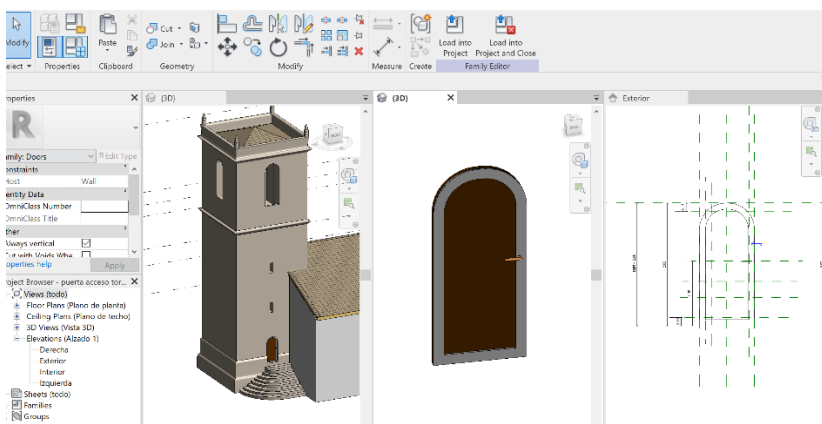 Modify
Paste
Cut
Join
Load into Project
Load into Project and Close
elect
Properties
Clipboard
Geometry
Modify
Measure
Create
Family Editor
roperties
(3D)
(3D)
Exterior
R
amily: Doors
Edit Type
onstraints
Host
Wall
entity Data
OmniClass Number
OmniClass Title
ther
Always vertical
Cut with Voids Whe
roperties help
Apply
roject Browser - puerta acceso tor...
Views (todo)
Floor Plans (Plano de planta)
Ceiling Plans (Plano de techo)
3D Views (Vista 3D)
Elevations (Alzado 1)
Derecha
Exterior
Interior
Izquierda
Sheets (todo)
Families
Groups